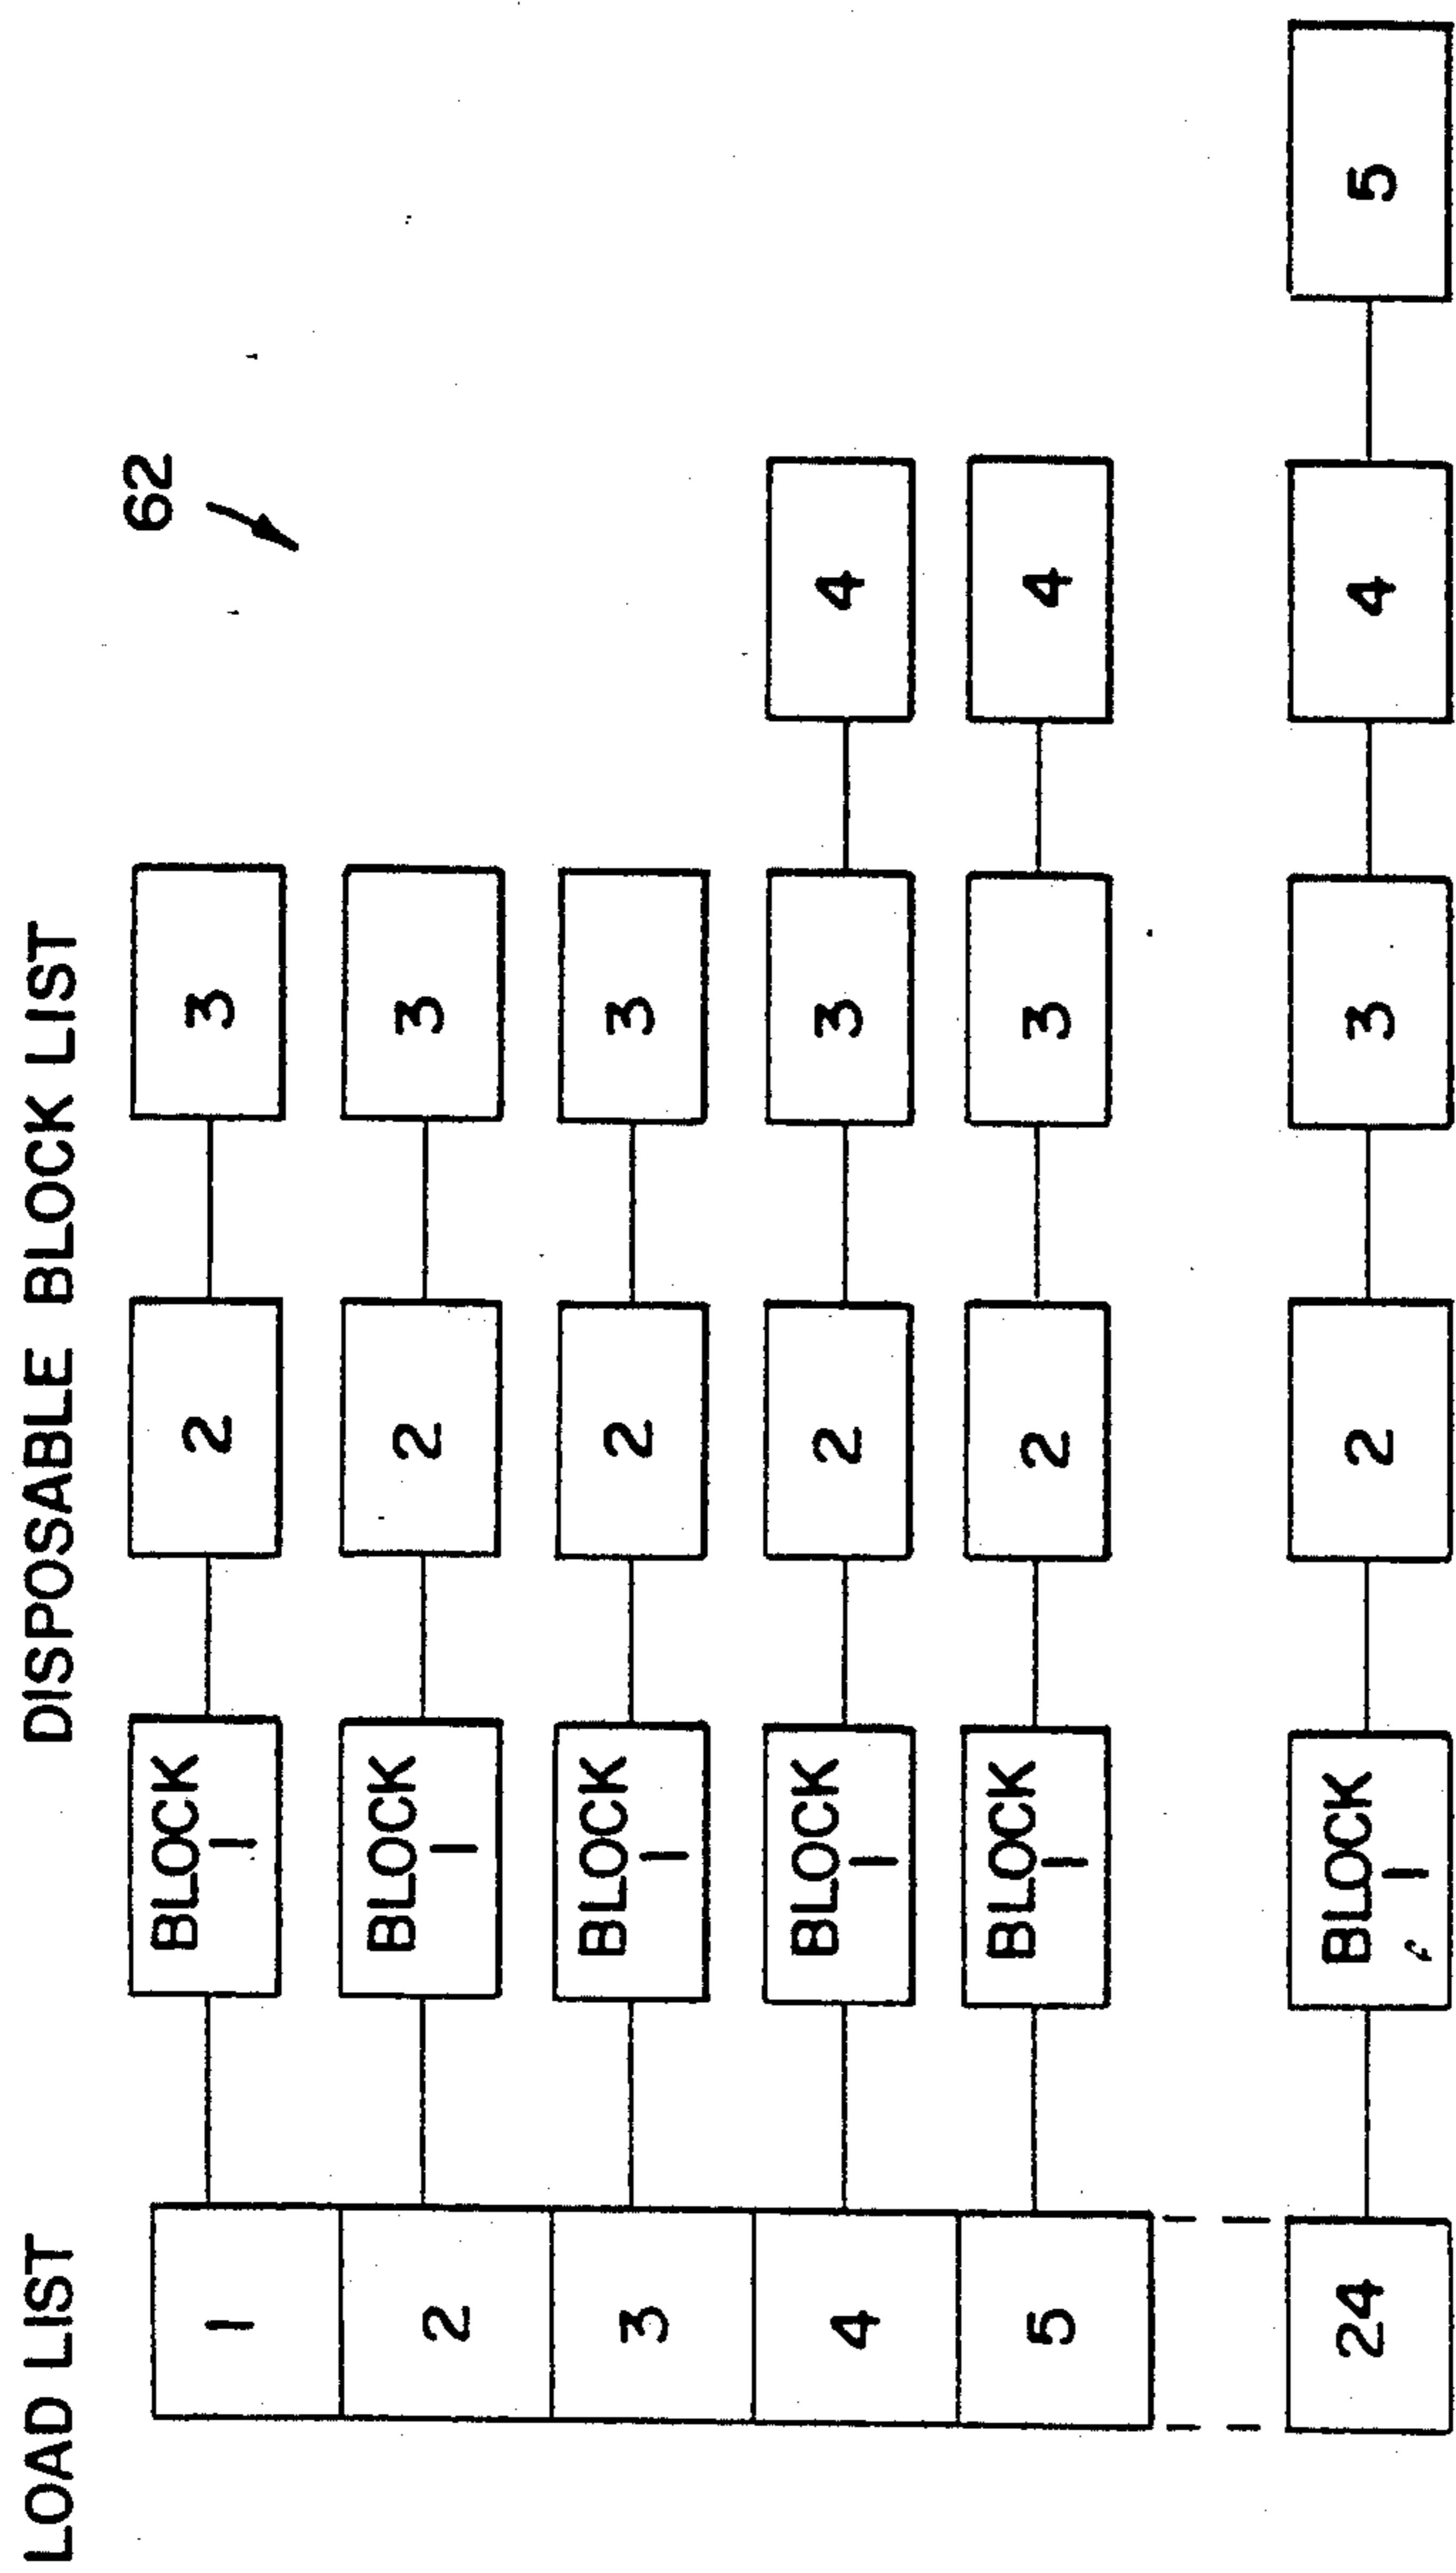 LOAD LIST DISPOSABLE BLOCK LIST
62
1 BLOCK 1 2 3
2 BLOCK 1 2 3
3 BLOCK 1 2 3
4 BLOCK 1 2 3 4
5 BLOCK 1 2 3 4
24 BLOCK 1 2 3 4 5